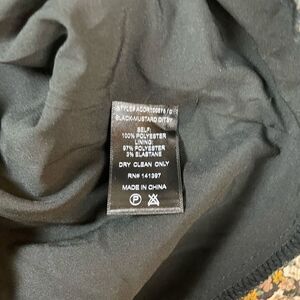 BLACK-MUSTARD DITSY
SELF:
100% POLYESTER
LINING:
97% POLYESTER
3% ELASTANE
DRY CLEAN ONLY
RN# 141397
MADE IN CHINA
P